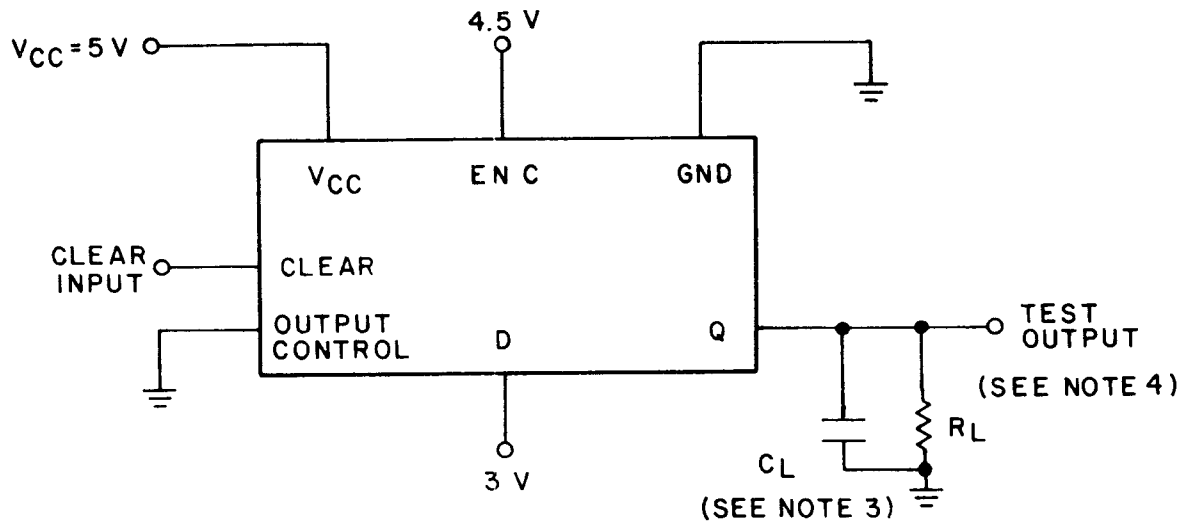 VCC = 5 V
4.5 V
VCC
EN C
GND
CLEAR
INPUT
CLEAR
OUTPUT
CONTROL
D
Q
TEST
OUTPUT
(SEE NOTE 4)
RL
CL
(SEE NOTE 3)
3 V